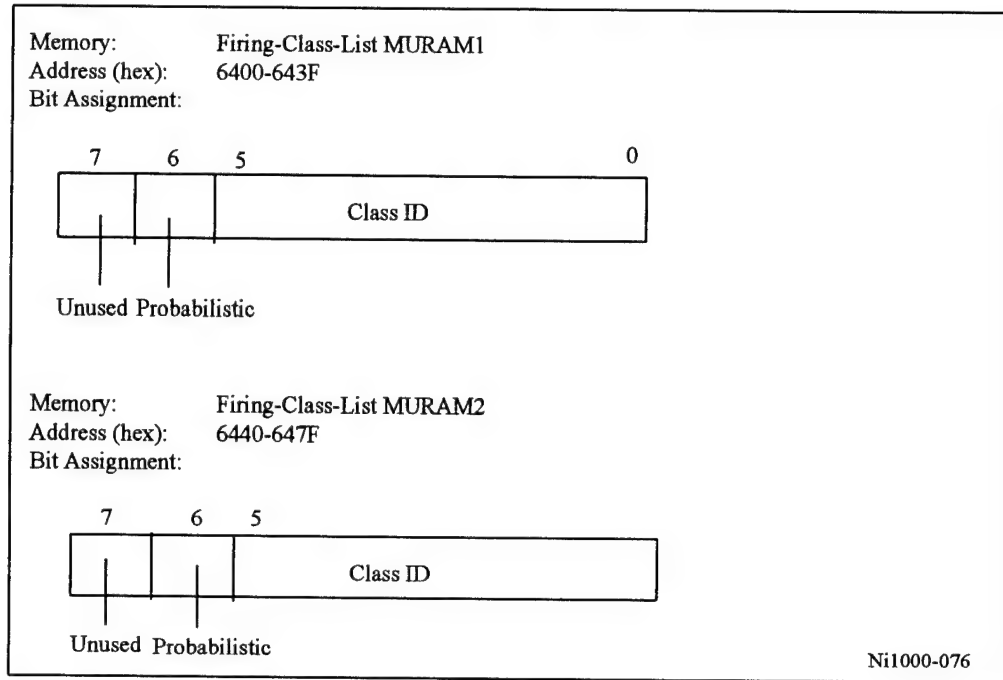 Memory: Firing-Class-List MURAM1
Address (hex): 6400-643F
Bit Assignment:
7 6 5 0
Class ID
Unused Probabilistic
Memory: Firing-Class-List MURAM2
Address (hex): 6440-647F
Bit Assignment:
7 6 5
Class ID
Unused Probabilistic
Ni1000-076